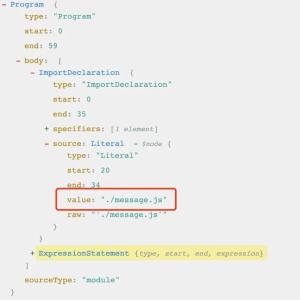 - Program {
type: "Program"
start: 0
end: 59
- body: [
- ImportDeclaration {
type: "ImportDeclaration"
start: 0
end: 35
+ specifiers: [1 element]
- source: Literal - $node {
type: "Literal"
start: 20
end: 34
value: "./message.js"
raw: "'./message.js'"
}
}
+ ExpressionStatement {type, start, end, expression}
]
sourceType: "module"
}